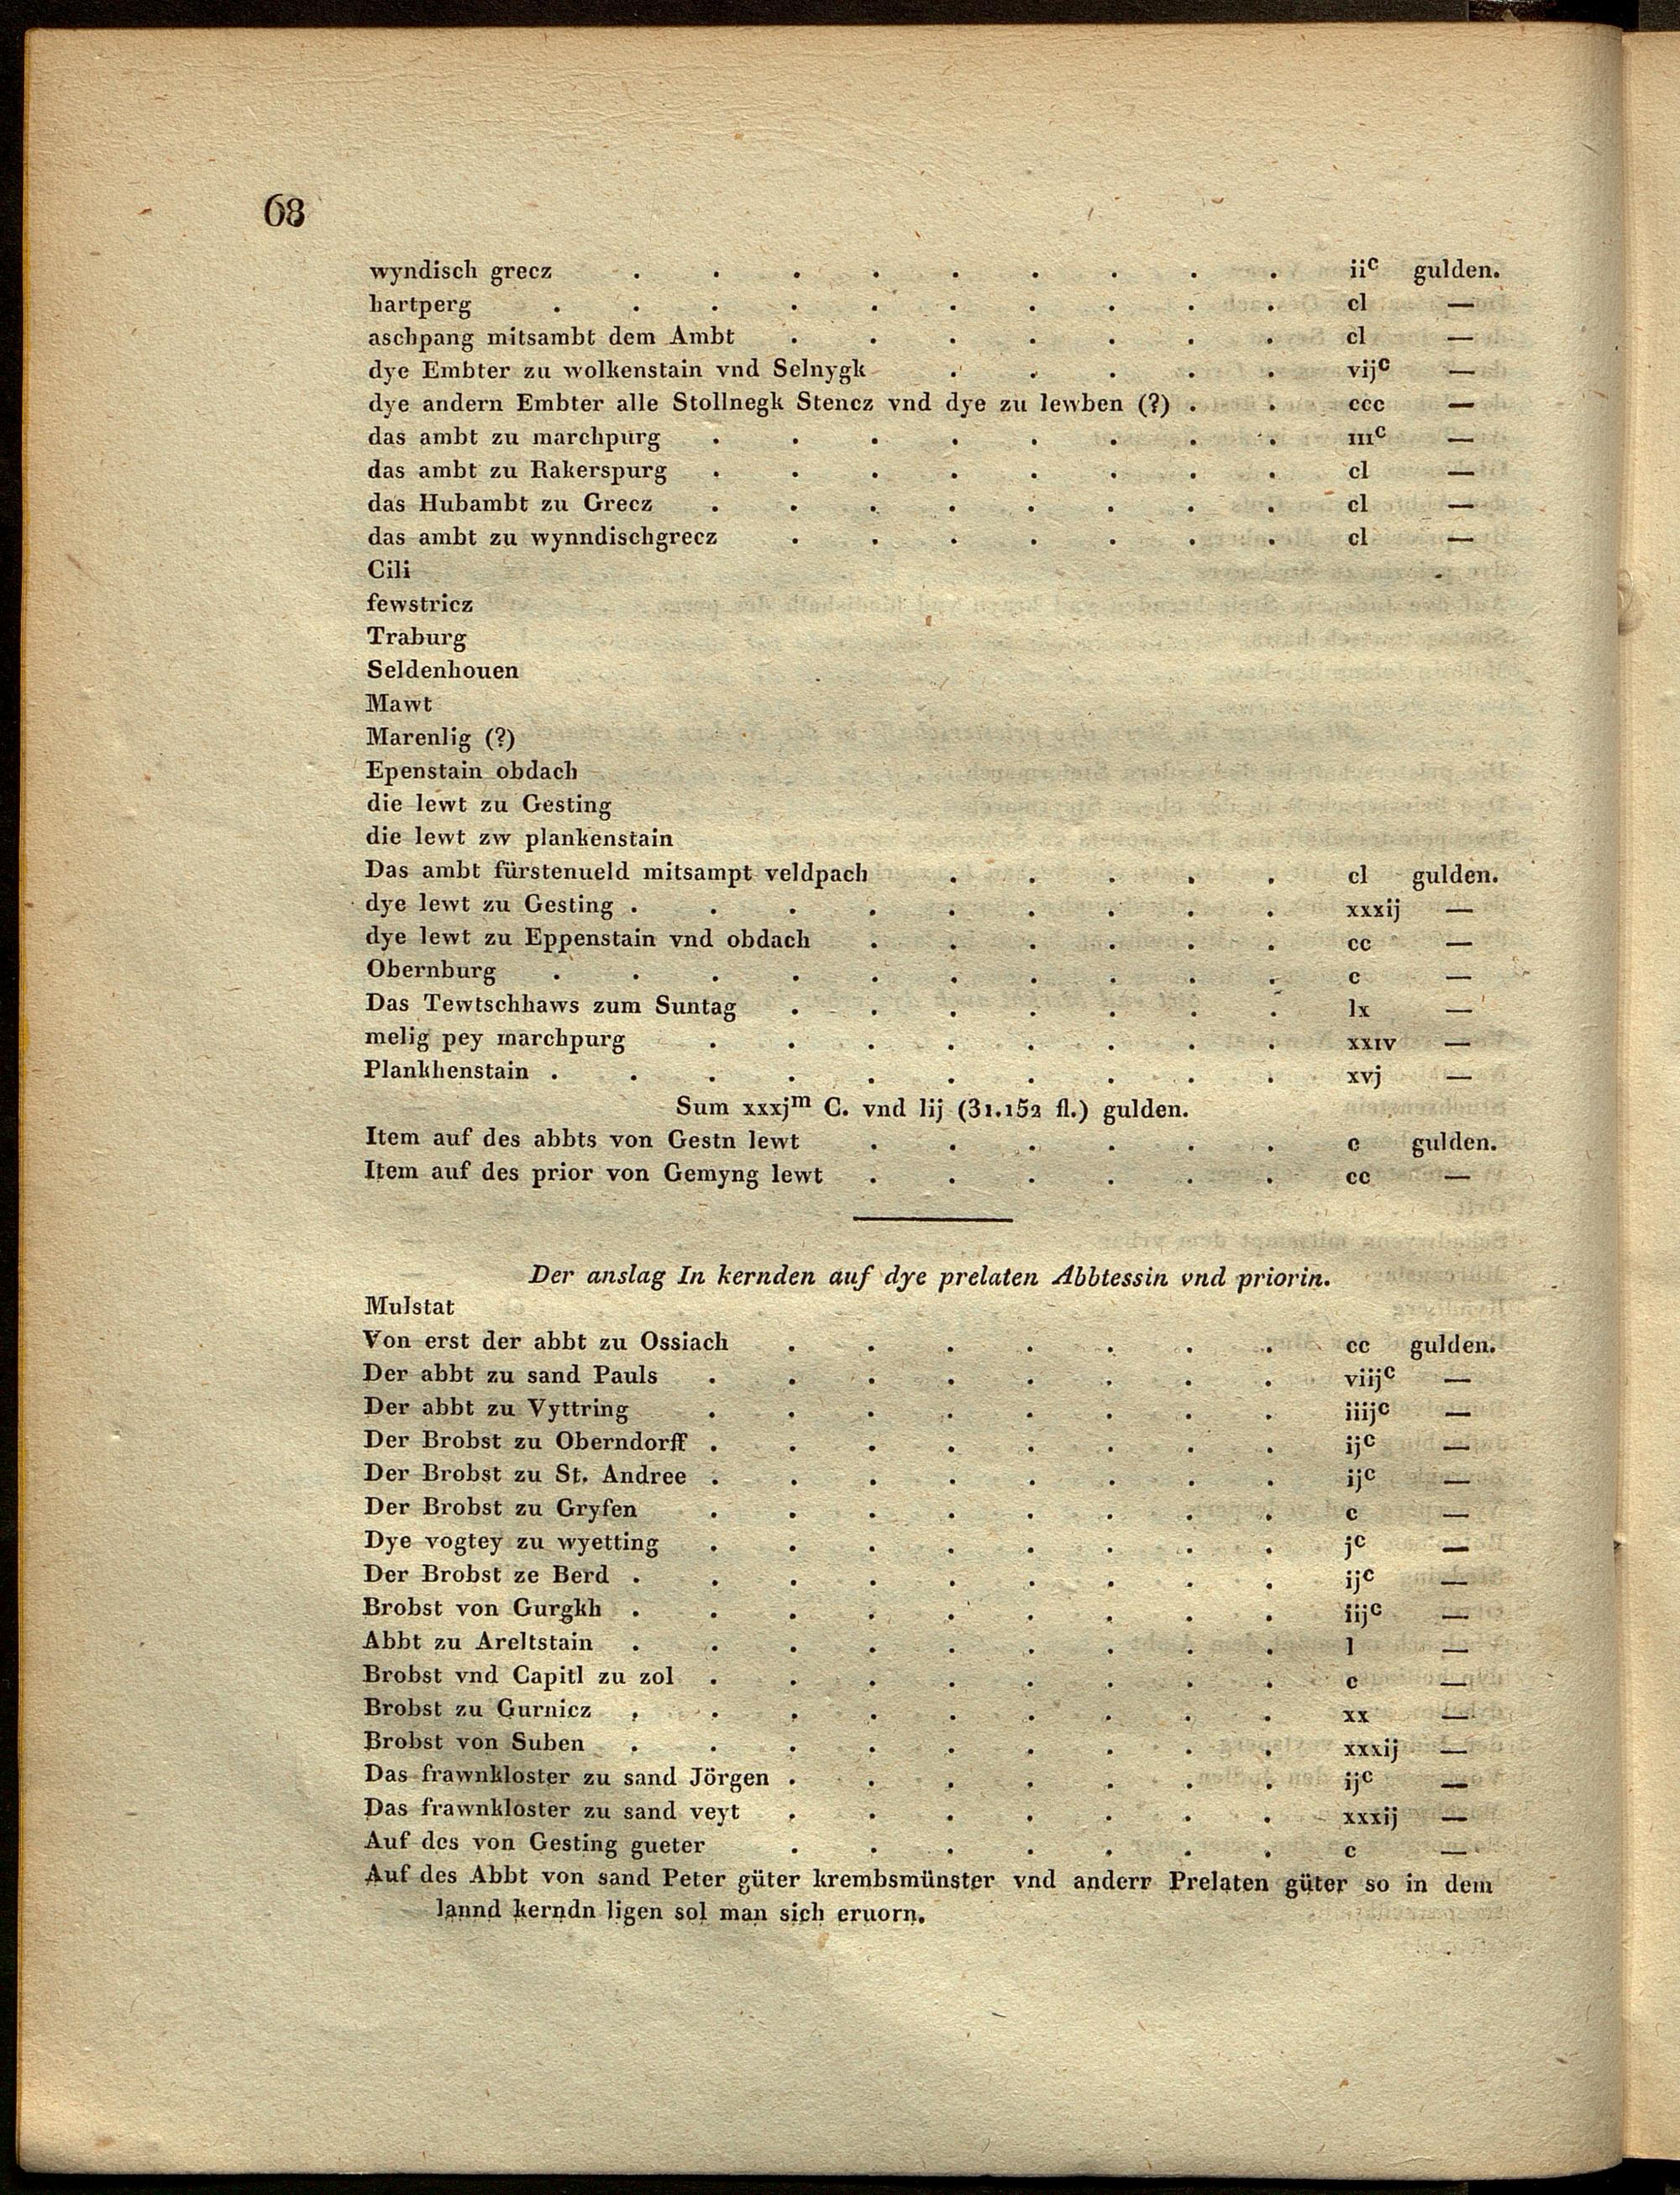 68
wyndisch grecz . . . . . . . . . iiᶜ gulden.
hartperg . . . . . . . . . . cl —
aschpang mitsambt dem Ambt . . . . . . . cl —
dye Embter zu wolkenstain vnd Selnygk . . . . . vijᶜ —
dye andern Embter alle Stollnegk Stencz vnd dye zu lewben (?) . . ccc —
das ambt zu marchpurg . . . . . . . . iiiᶜ —
das ambt zu Rakerspurg . . . . . . . . cl —
das Hubambt zu Grecz . . . . . . . . cl —
das ambt zu wynndischgrecz . . . . . . . cl —
Cili
fewstricz
Traburg
Seldenhouen
Mawt
Marenlig (?)
Epenstain obdach
die lewt zu Gesting
die lewt zw plankenstain
Das ambt fürstenueld mitsampt veldpach . . . . . cl gulden.
dye lewt zu Gesting . . . . . . . . . xxxij —
dye lewt zu Eppenstain vnd obdach . . . . . . cc —
Obernburg . . . . . . . . . . c —
Das Tewtschhaws zum Suntag . . . . . . . lx —
melig pey marchpurg . . . . . . . . xxiv —
Plankhenstain . . . . . . . . . . xvj —
Sum xxxjᵐ C. vnd lij (31.152 fl.) gulden.
Item auf des abbts von Gestn lewt . . . . . . c gulden.
Item auf des prior von Gemyng lewt . . . . . . cc —
Der anslag In kernden auf dye prelaten Abbtessin vnd priorin.
Mulstat
Von erst der abbt zu Ossiach . . . . . . . cc gulden.
Der abbt zu sand Pauls . . . . . . . . viijᶜ —
Der abbt zu Vyttring . . . . . . . . iiijᶜ —
Der Brobst zu Oberndorff . . . . . . . . ijᶜ —
Der Brobst zu St. Andree . . . . . . . . ijᶜ —
Der Brobst zu Gryfen . . . . . . . . c —
Dye vogtey zu wyetting . . . . . . . . jᶜ —
Der Brobst ze Berd . . . . . . . . . ijᶜ —
Brobst von Gurgkh . . . . . . . . . iijᶜ —
Abbt zu Areltstain . . . . . . . . . l —
Brobst vnd Capitl zu zol . . . . . . . . c —
Brobst zu Gurnicz . . . . . . . . . xx —
Brobst von Suben . . . . . . . . . xxxij —
Das frawnkloster zu sand Jörgen . . . . . . . ijᶜ —
Das frawnkloster zu sand veyt . . . . . . . xxxij —
Auf des von Gesting gueter . . . . . . . c —
Auf des Abbt von sand Peter güter krembsmünster vnd anderr Prelaten güter so in dem
lannd kerndn ligen sol man sich eruorn.